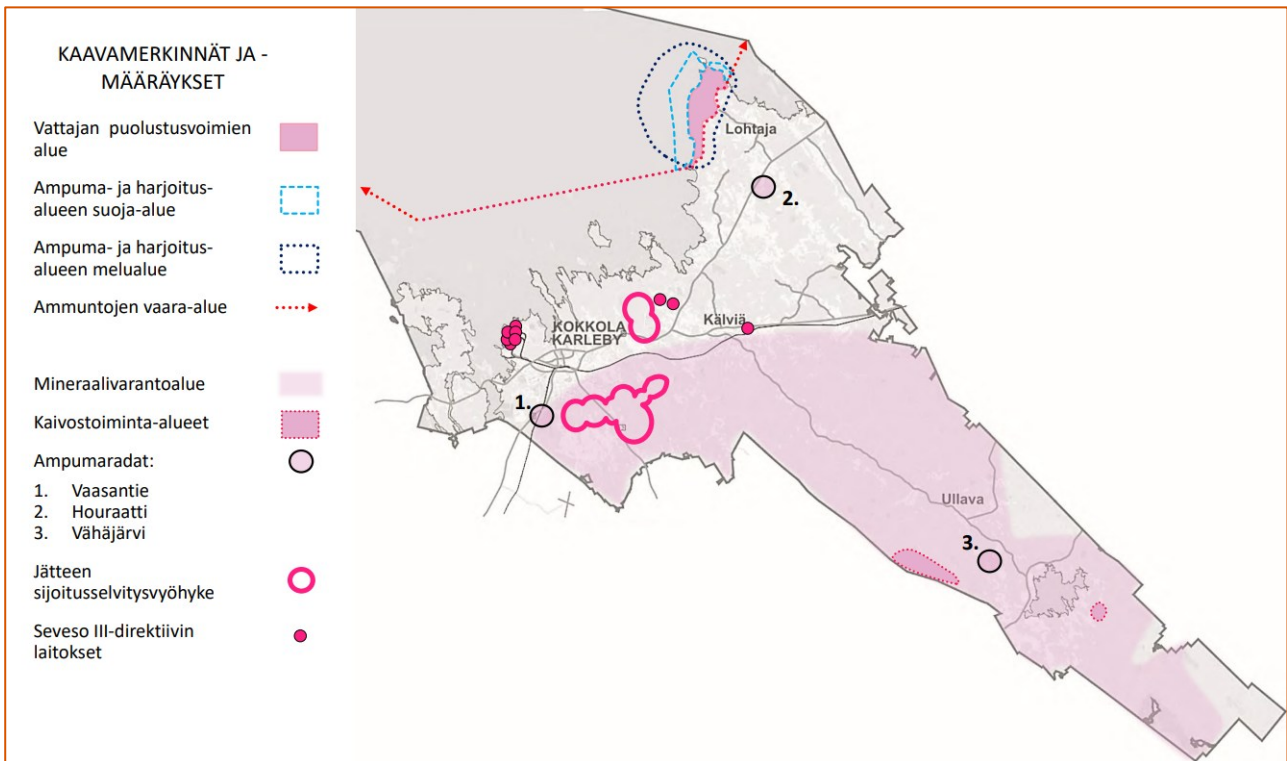 KAAVAMERKINNÄT JA -
MÄÄRÄYKSET
Vattajan puolustusvoimien
alue
Ampuma- ja harjoitus-
alueen suoja-alue
Ampuma- ja harjoitus-
alueen melualue
Ammuntojen vaara-alue
Mineraalivarantoalue
Kaivostoiminta-alueet
Ampumaradat:
1. Vaasantie
2. Houraatti
3. Vähäjärvi
Jätteen
sijoitusselvitysvyöhyke
Seveso III-direktiivin
laitokset
Lohtaja
2.
Kälviä
KOKKOLA
KARLEBY
1.
Ullava
3.